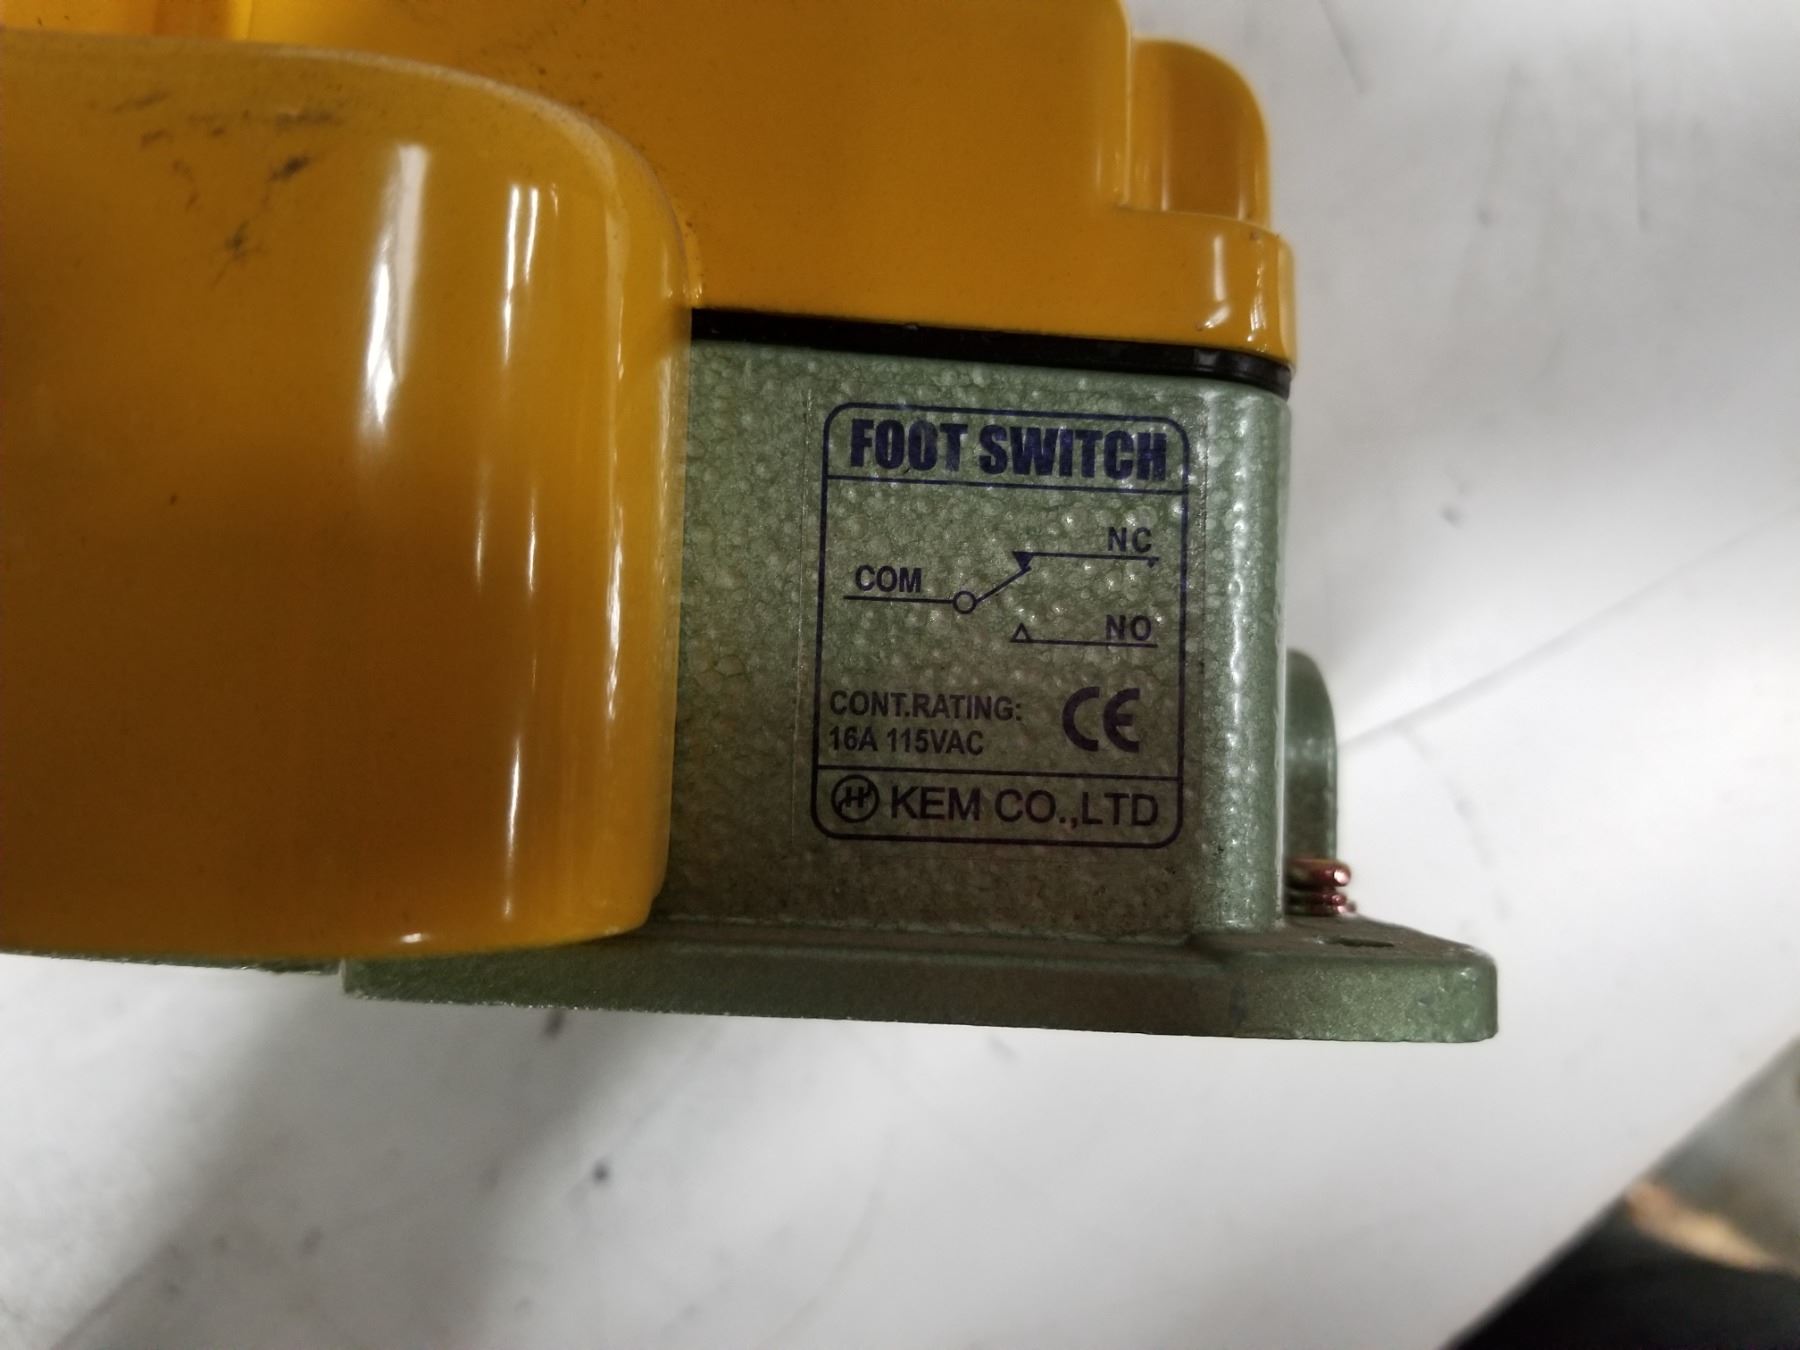 FOOT SWITCH
NC
COM
NO
CONT.RATING:
16A 115VAC
CE
H KEM CO.,LTD